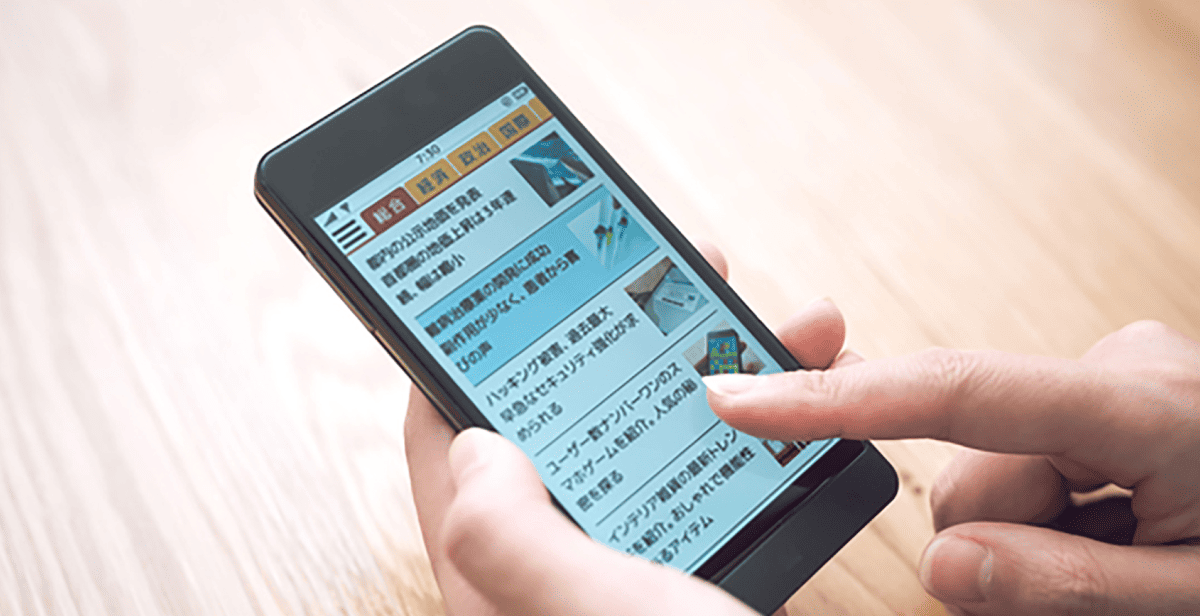 7:30
総合 経済 政治 国際
都内の公示地価を発表
首都圏の地価上昇は3年連
続、幅は縮小
難病治療薬の開発に成功
副作用が少なく、患者から喜
びの声
ハッキング被害、過去最大
早急なセキュリティ強化が求
められる
ユーザー数ナンバーワンのス
マホゲームを紹介。人気の秘
密を探る
インテリア雑貨の最新トレン
を紹介。おしゃれで機能性
るアイテム